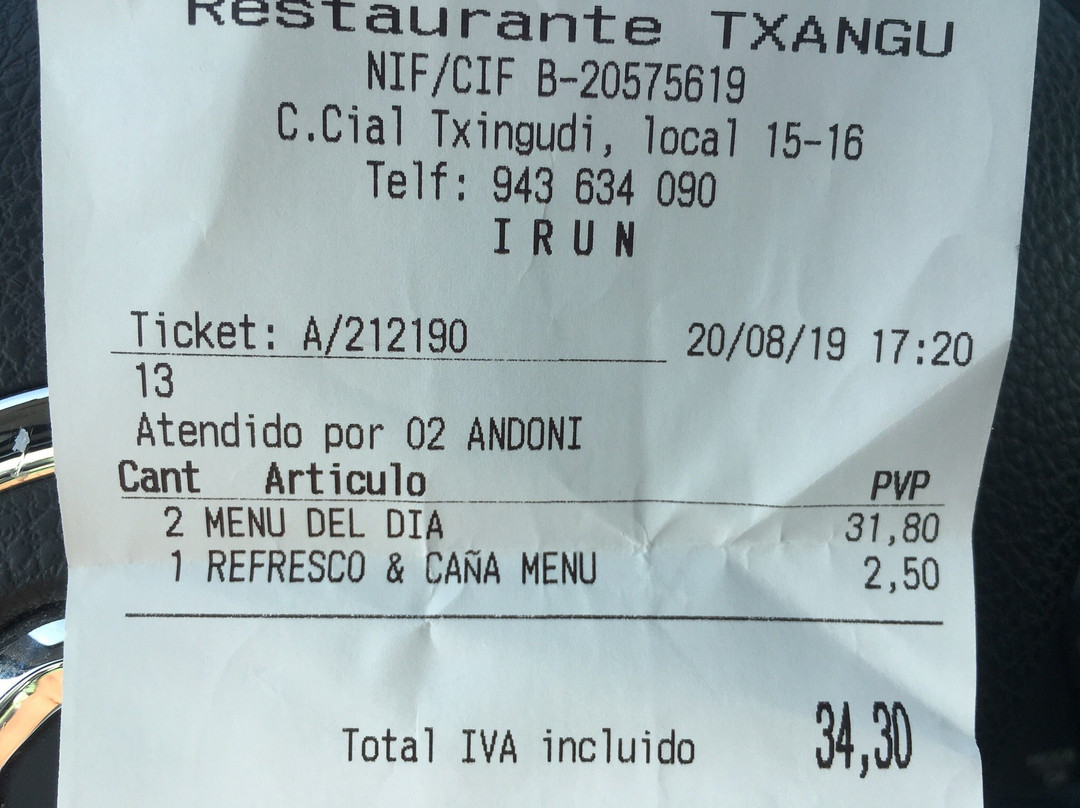 Restaurante TXANGU
NIF/CIF B-20575619
C.Cial Txingudi, local 15-16
Telf: 943 634 090
IRUN
Ticket: A/212190 20/08/19 17:20
13
Atendido por 02 ANDONI
Cant Articulo PVP
2 MENU DEL DIA 31,80
1 REFRESCO & CAÑA MENU 2,50
Total IVA incluido 34,30